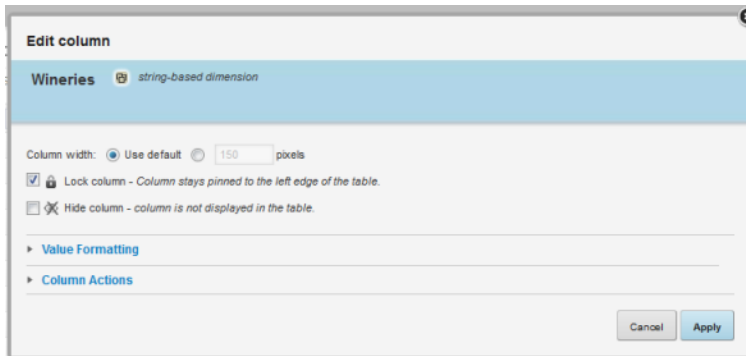 Edit column
Wineries string-based dimension
Column width: Use default 150 pixels
Lock column - Column stays pinned to the left edge of the table.
Hide column - column is not displayed in the table.
Value Formatting
Column Actions
Cancel Apply